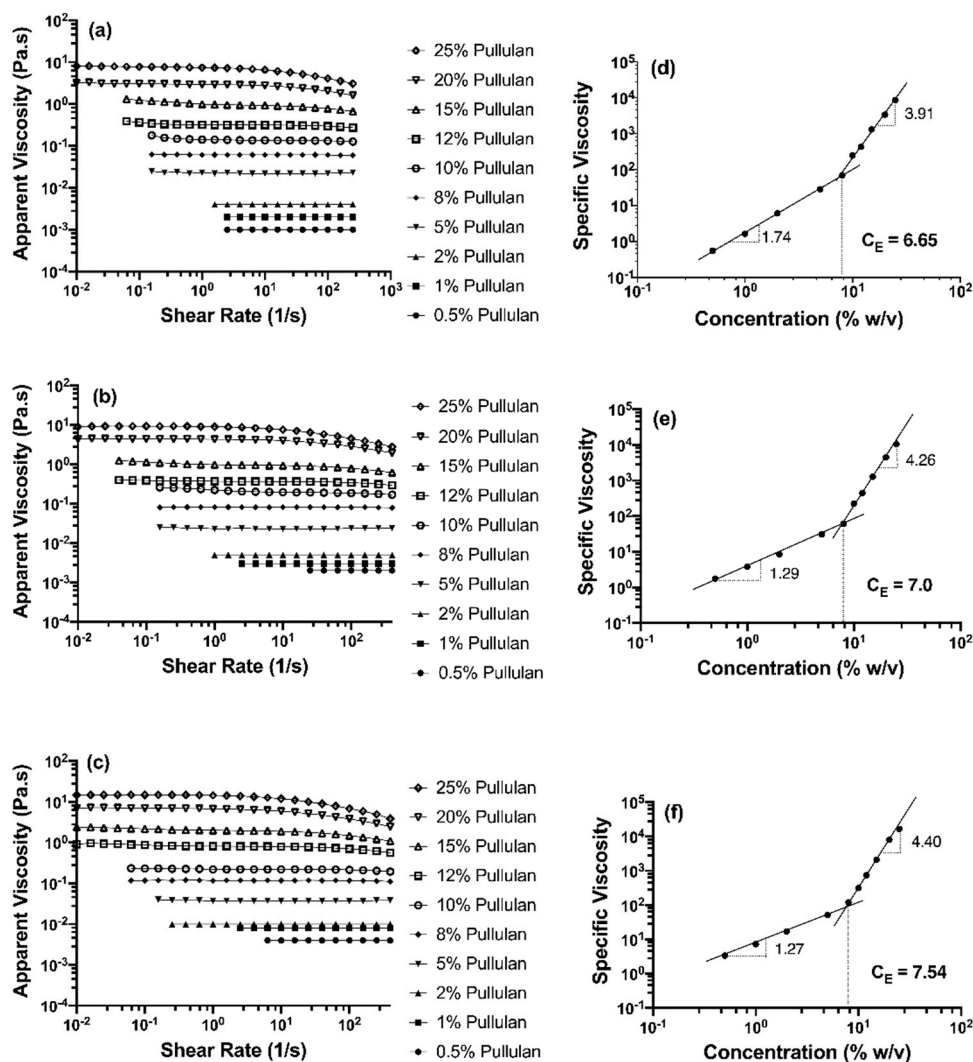 (a)
Apparent Viscosity (Pa.s)
10²
10¹
10⁰
10⁻¹
10⁻²
10⁻³
10⁻⁴
10⁻² 10⁻¹ 10⁰ 10¹ 10² 10³
Shear Rate (1/s)
25% Pullulan
20% Pullulan
15% Pullulan
12% Pullulan
10% Pullulan
8% Pullulan
5% Pullulan
2% Pullulan
1% Pullulan
0.5% Pullulan
(d)
Specific Viscosity
10⁵
10⁴
10³
10²
10¹
10⁰
10⁻¹
3.91
1.74
C_E = 6.65
10⁻¹ 10⁰ 10¹ 10²
Concentration (% w/v)
(b)
Apparent Viscosity (Pa.s)
10²
10¹
10⁰
10⁻¹
10⁻²
10⁻³
10⁻⁴
10⁻² 10⁻¹ 10⁰ 10¹ 10²
Shear Rate (1/s)
25% Pullulan
20% Pullulan
15% Pullulan
12% Pullulan
10% Pullulan
8% Pullulan
5% Pullulan
2% Pullulan
1% Pullulan
0.5% Pullulan
(e)
Specific Viscosity
10⁵
10⁴
10³
10²
10¹
10⁰
10⁻¹
4.26
1.29
C_E = 7.0
10⁻¹ 10⁰ 10¹ 10²
Concentration (% w/v)
(c)
Apparent Viscosity (Pa.s)
10²
10¹
10⁰
10⁻¹
10⁻²
10⁻³
10⁻⁴
10⁻² 10⁻¹ 10⁰ 10¹ 10²
Shear Rate (1/s)
25% Pullulan
20% Pullulan
15% Pullulan
12% Pullulan
10% Pullulan
8% Pullulan
5% Pullulan
2% Pullulan
1% Pullulan
0.5% Pullulan
(f)
Specific Viscosity
10⁵
10⁴
10³
10²
10¹
10⁰
10⁻¹
4.40
1.27
C_E = 7.54
10⁻¹ 10⁰ 10¹ 10²
Concentration (% w/v)